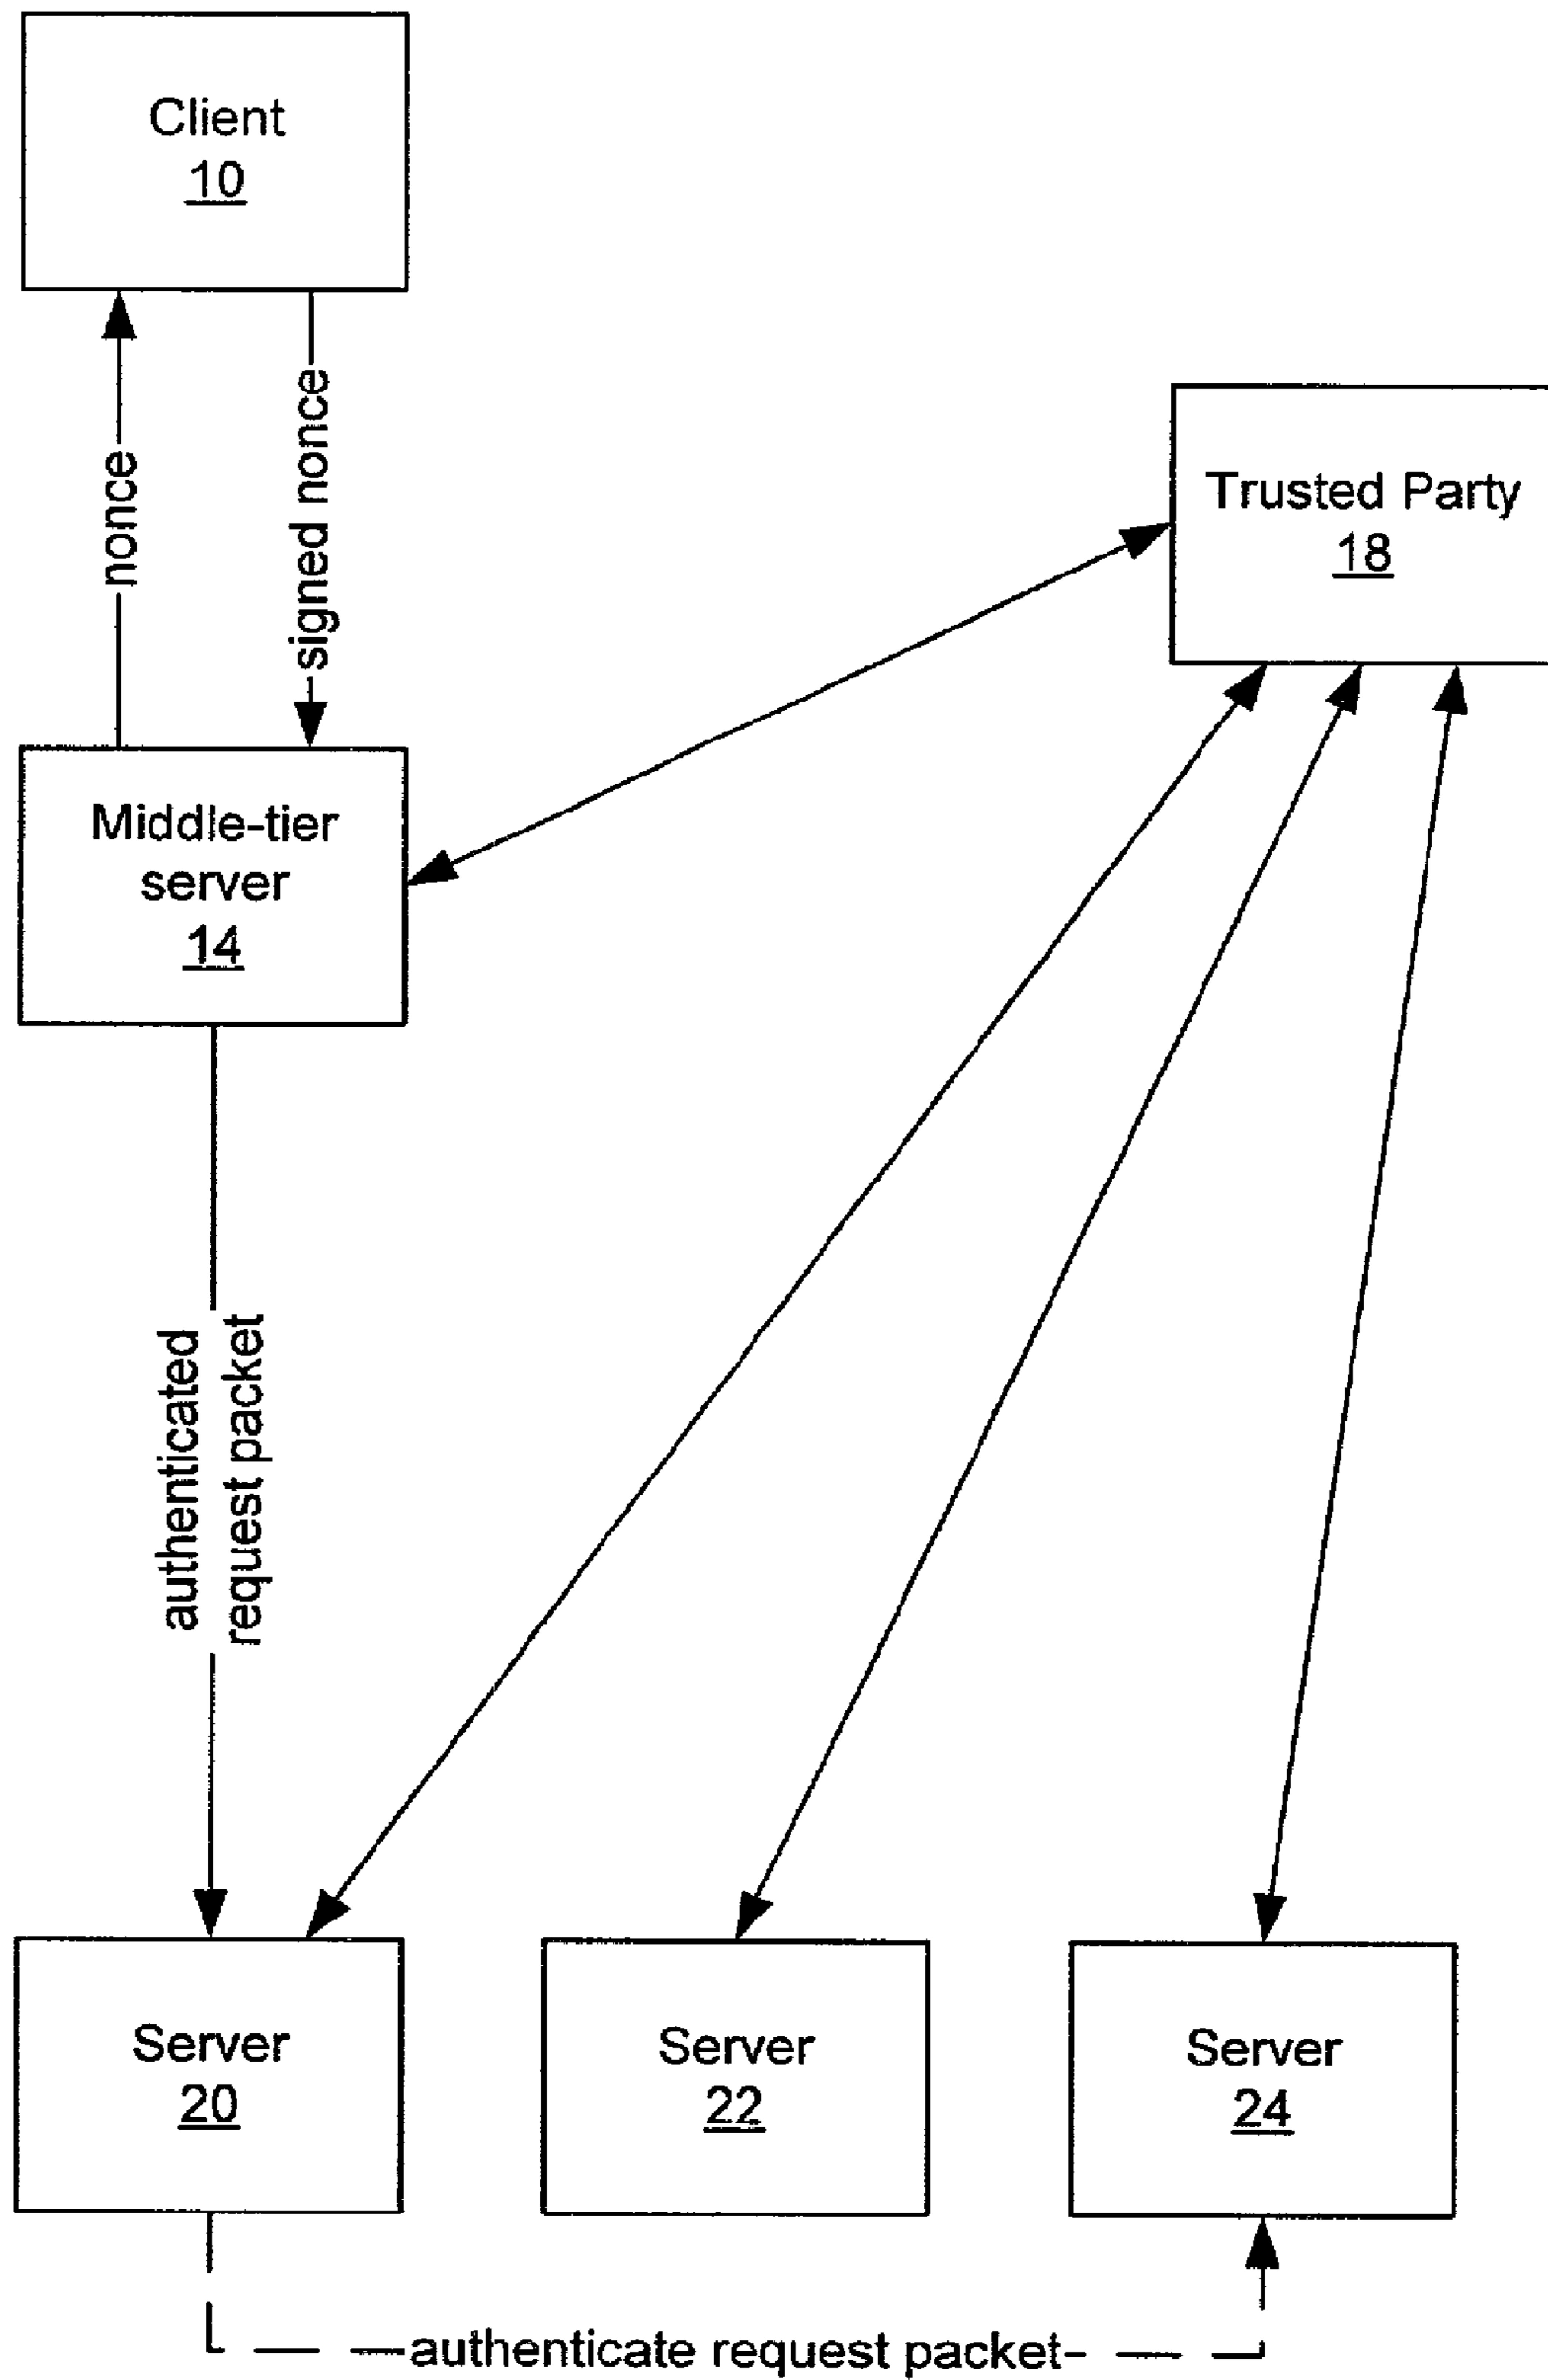 Client
10
nonce
signed nonce
Trusted Party
18
Middle-tier
server
14
authenticated
request packet
Server
20
Server
22
Server
24
authenticate request packet